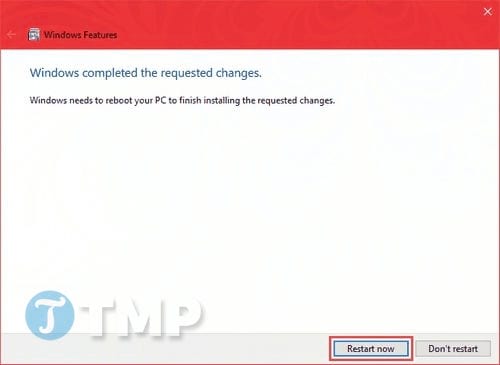 Windows Features
Windows completed the requested changes.
Windows needs to reboot your PC to finish installing the requested changes.
T TMP
Restart now
Don't restart